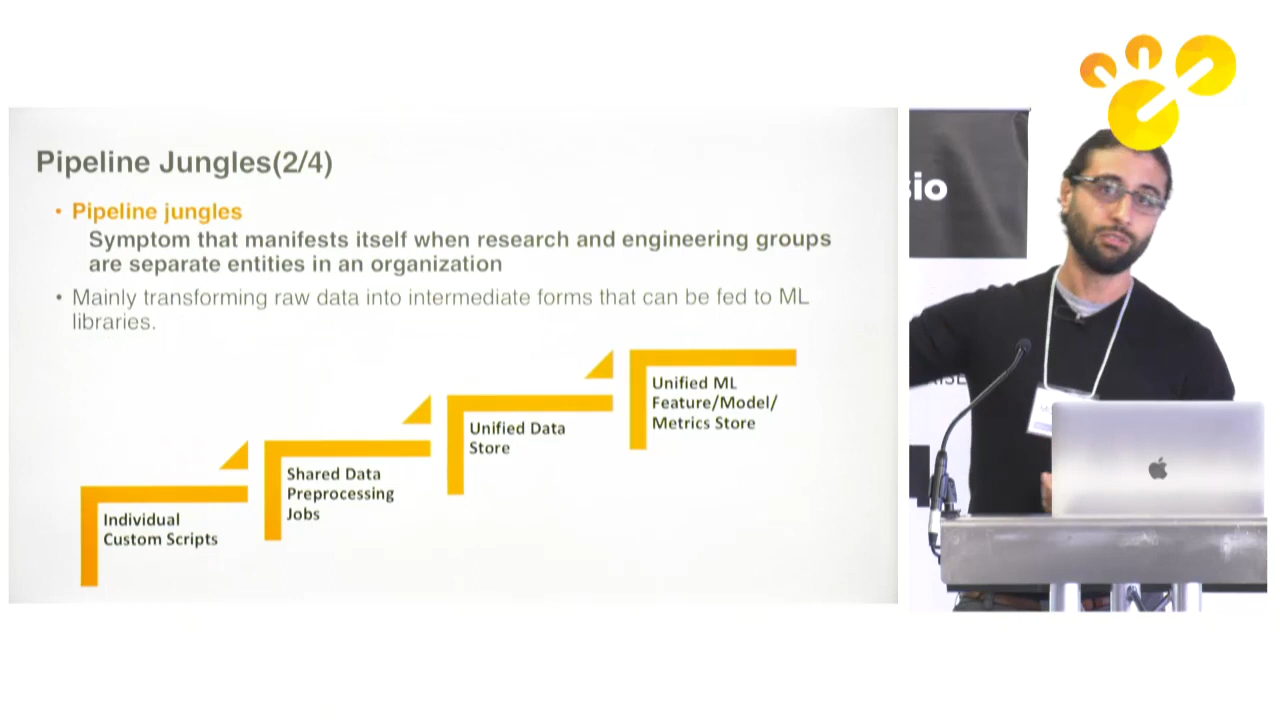 Pipeline Jungles(2/4)
• Pipeline jungles
Symptom that manifests itself when research and engineering groups
are separate entities in an organization
• Mainly transforming raw data into intermediate forms that can be fed to ML
libraries.
Individual
Custom Scripts
Shared Data
Preprocessing
Jobs
Unified Data
Store
Unified ML
Feature/Model/
Metrics Store
sio